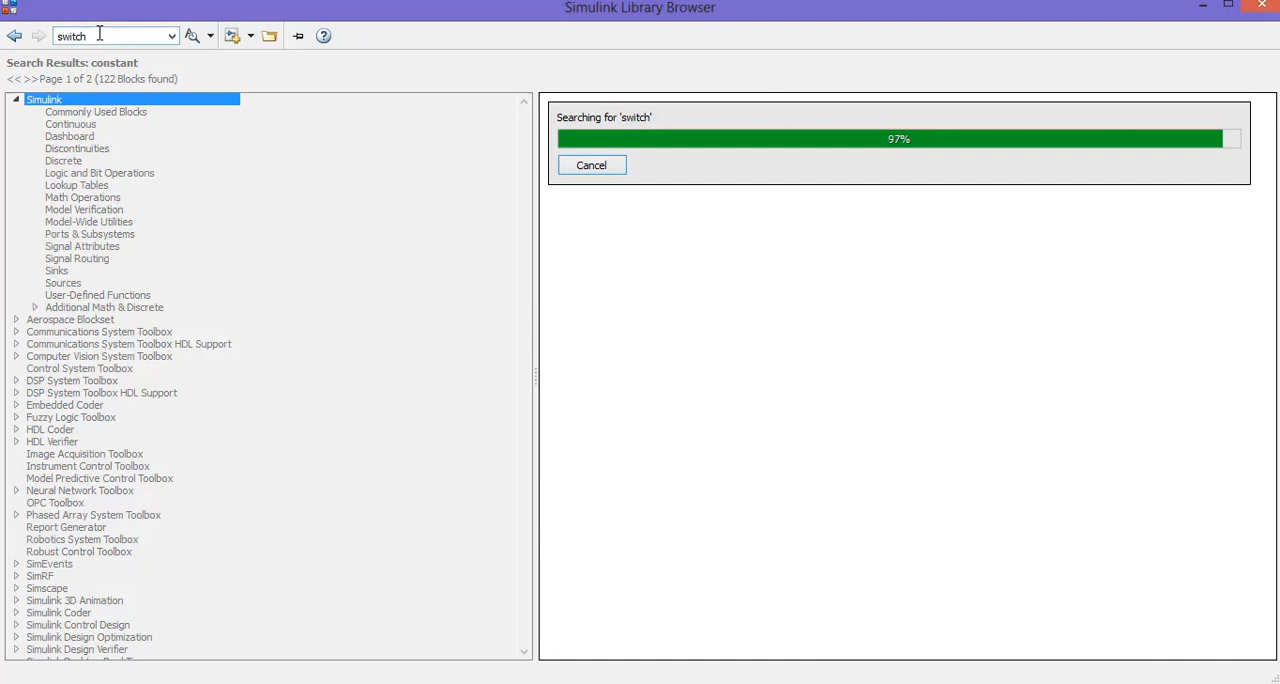 Simulink Library Browser
switch
Search Results: constant
<< >> Page 1 of 2 (122 Blocks found)
Simulink
Commonly Used Blocks
Continuous
Dashboard
Discontinuities
Discrete
Logic and Bit Operations
Lookup Tables
Math Operations
Model Verification
Model-Wide Utilities
Ports & Subsystems
Signal Attributes
Signal Routing
Sinks
Sources
User-Defined Functions
Additional Math & Discrete
Aerospace Blockset
Communications System Toolbox
Communications System Toolbox HDL Support
Computer Vision System Toolbox
Control System Toolbox
DSP System Toolbox
DSP System Toolbox HDL Support
Embedded Coder
Fuzzy Logic Toolbox
HDL Coder
HDL Verifier
Image Acquisition Toolbox
Instrument Control Toolbox
Model Predictive Control Toolbox
Neural Network Toolbox
OPC Toolbox
Phased Array System Toolbox
Report Generator
Robotics System Toolbox
Robust Control Toolbox
SimEvents
SimRF
Simscape
Simulink 3D Animation
Simulink Coder
Simulink Control Design
Simulink Design Optimization
Simulink Design Verifier
Searching for 'switch'
97%
Cancel